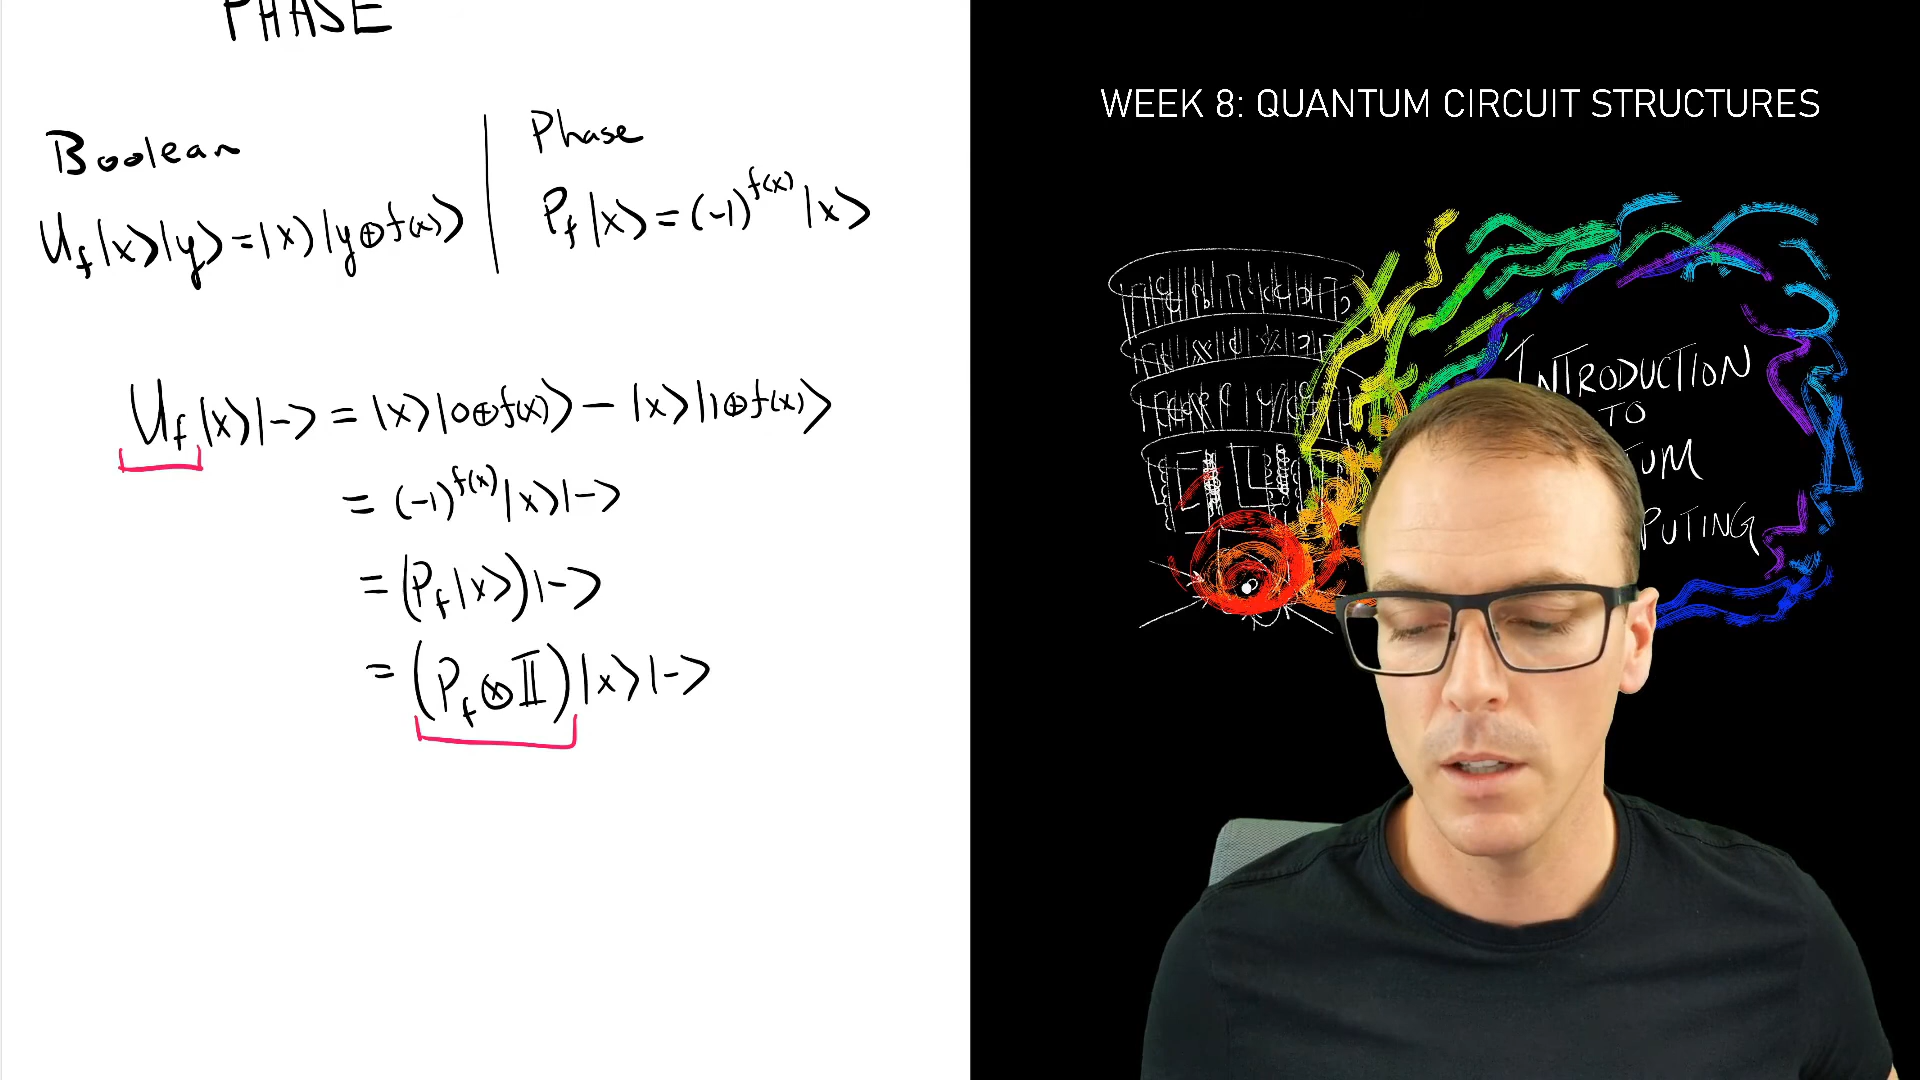 PHASE
Boolean
U_f|x⟩|y⟩=|x⟩|y⊕f(x)⟩
Phase
P_f|x⟩=(-1)^{f(x)}|x⟩
U_f|x⟩|-⟩ = |x⟩|0⊕f(x)⟩ - |x⟩|1⊕f(x)⟩
= (-1)^{f(x)}|x⟩|-⟩
= (P_f|x⟩)|-⟩
= (P_f⊗𝕀)|x⟩|-⟩
WEEK 8: QUANTUM CIRCUIT STRUCTURES
INTRODUCTION
TO